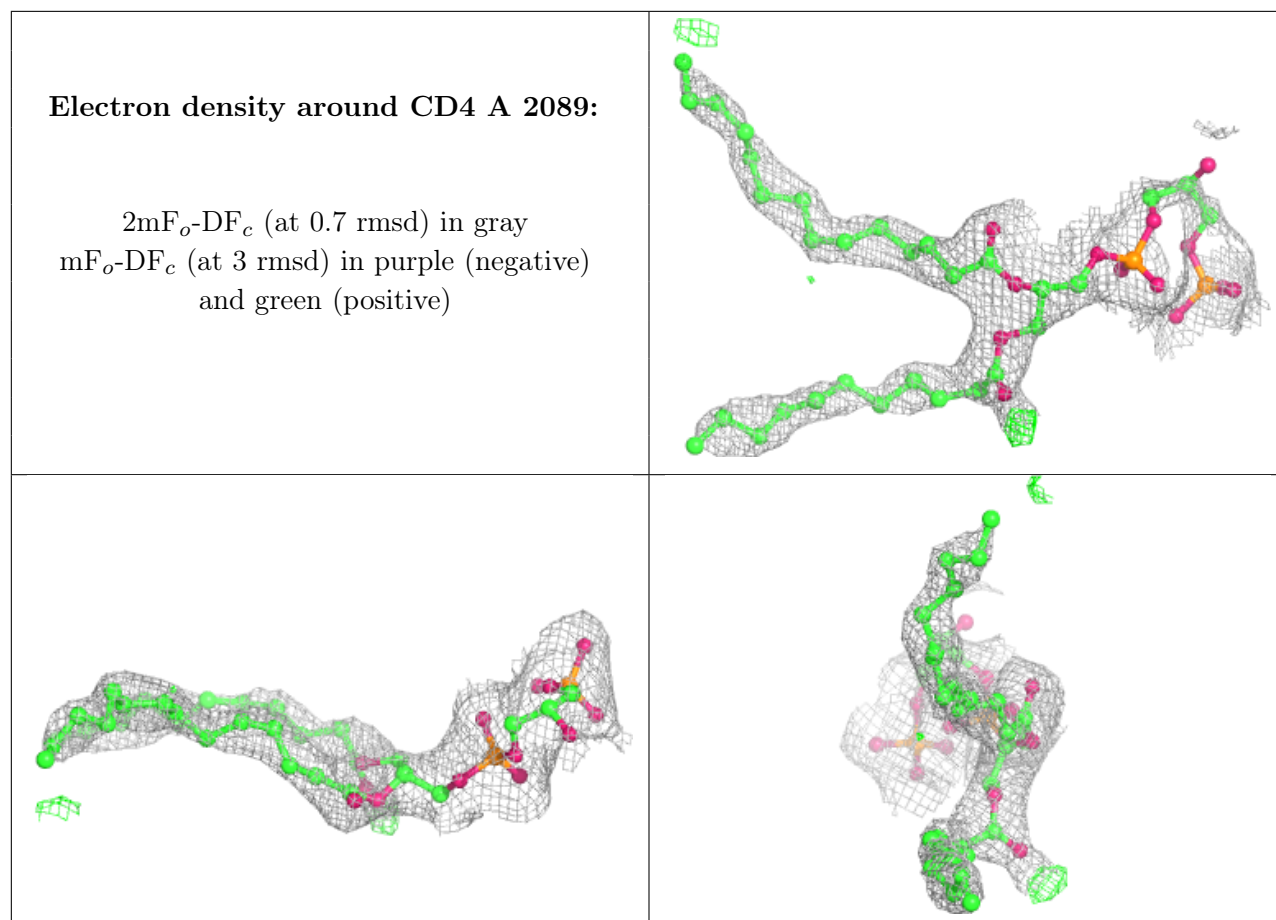 Electron density around CD4 A 2089:
2mFₒ-DF𝒸 (at 0.7 rmsd) in gray
mFₒ-DF𝒸 (at 3 rmsd) in purple (negative)
and green (positive)